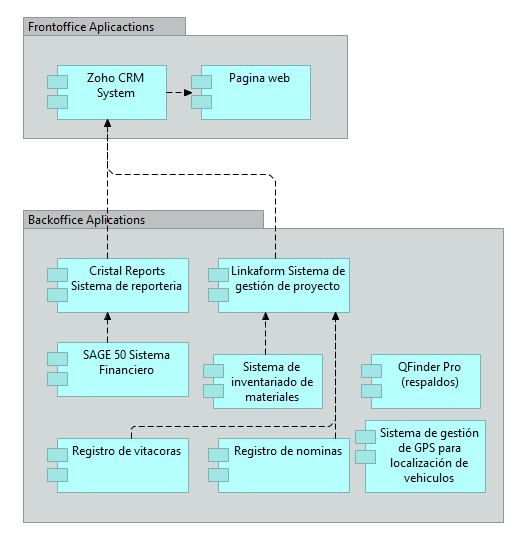 Frontoffice Aplicactions
Zoho CRM
System
Pagina web
Backoffice Aplications
Cristal Reports
Sistema de reporteria
Linkaform Sistema de
gestión de proyecto
SAGE 50 Sistema
Financiero
Sistema de
inventariado de
materiales
QFinder Pro
(respaldos)
Registro de vitacoras
Registro de nominas
Sistema de gestión
de GPS para
localización de
vehiculos